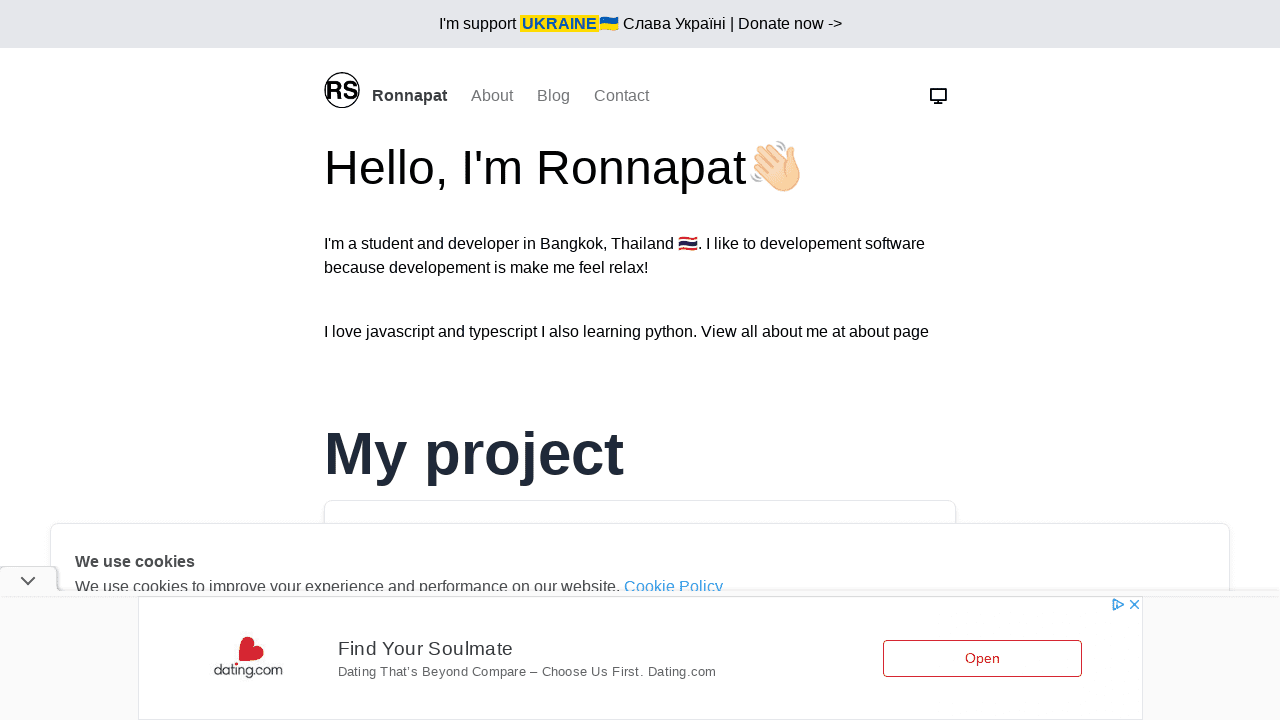 I'm support UKRAINE🇺🇦 Слава Україні | Donate now ->
RS Ronnapat About Blog Contact
Hello, I'm Ronnapat👋🏻
I'm a student and developer in Bangkok, Thailand 🇹🇭. I like to developement software
because developement is make me feel relax!
I love javascript and typescript I also learning python. View all about me at about page
My project
We use cookies
We use cookies to improve your experience and performance on our website. Cookie Policy
dating.com
Find Your Soulmate
Dating That’s Beyond Compare – Choose Us First. Dating.com
Open